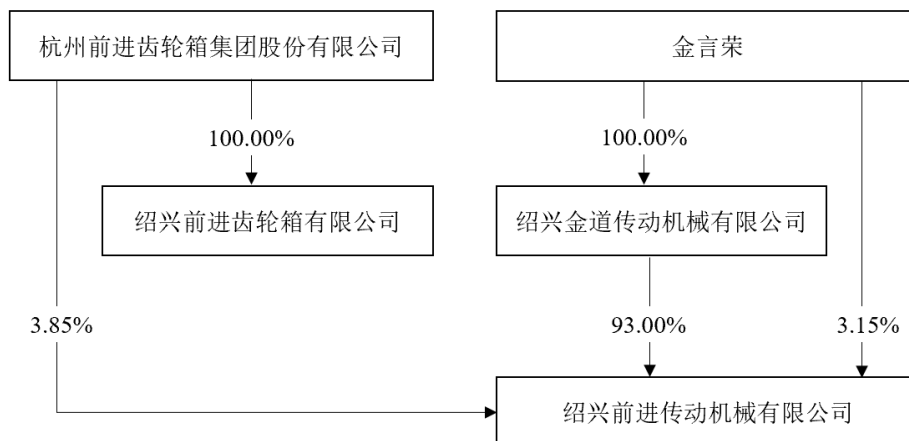 杭州前进齿轮箱集团股份有限公司
金言荣
100.00%
100.00%
绍兴前进齿轮箱有限公司
绍兴金道传动机械有限公司
3.85%
93.00%
3.15%
绍兴前进传动机械有限公司